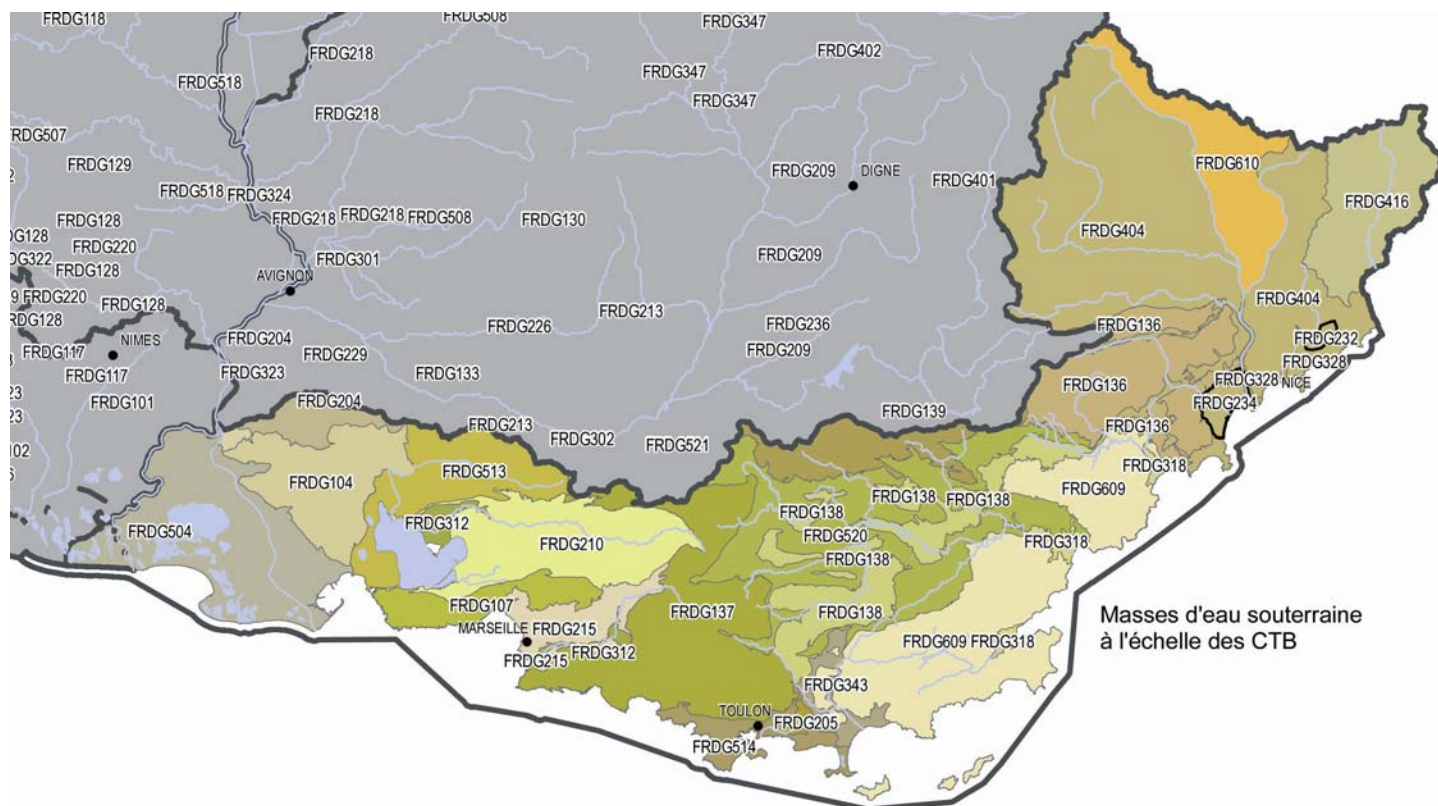 FRDG118
FRDG508
FRDG347
FRDG218
FRDG402
FRDG518
FRDG347
FRDG347
FRDG218
FRDG507
FRDG129
FRDG209
DIGNE
FRDG610
FRDG401
FRDG518
FRDG324
FRDG416
FRDG128
FRDG218
FRDG218
FRDG508
FRDG130
FRDG404
FRDG220
FRDG209
FRDG301
FRDG128
AVIGNON
FRDG220
FRDG128
FRDG404
FRDG213
FRDG226
FRDG236
FRDG136
FRDG204
FRDG232
NIMES
FRDG209
FRDG117
FRDG229
FRDG328
FRDG323
FRDG133
FRDG328
NICE
FRDG117
FRDG136
FRDG101
FRDG204
FRDG234
FRDG139
FRDG213
FRDG136
FRDG302
FRDG521
FRDG318
FRDG513
FRDG104
FRDG138
FRDG138
FRDG609
FRDG138
FRDG312
FRDG504
FRDG520
FRDG210
FRDG318
FRDG138
FRDG107
FRDG137
FRDG138
Masses d'eau souterraine
à l'échelle des CTB
MARSEILLE
FRDG215
FRDG609
FRDG318
FRDG312
FRDG215
FRDG343
TOULON
FRDG205
FRDG514